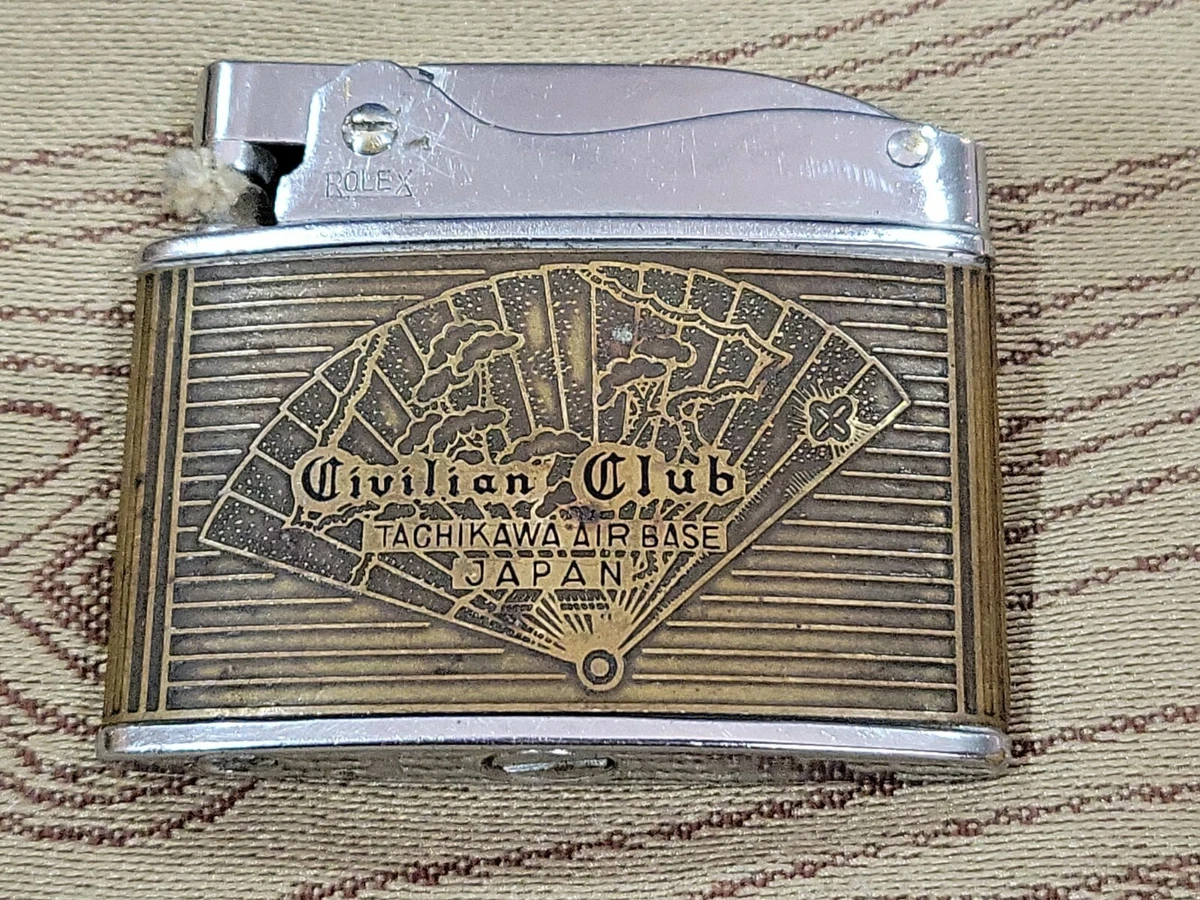 ROLEX
Civilian Club
TACHIKAWA AIR BASE
JAPAN